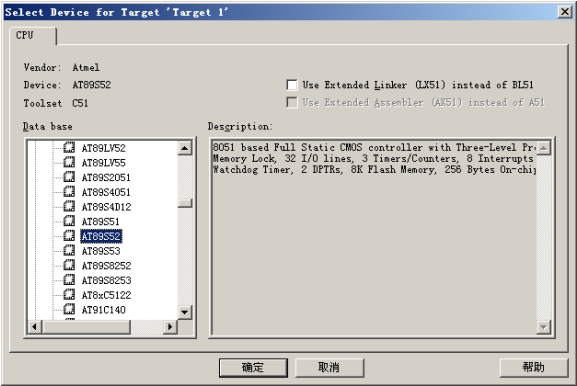 Select Device for Target 'Target 1'
CPU
Vendor: Atmel
Device: AT89S52
Toolset C51
Use Extended Linker (LX51) instead of BL51
Use Extended Assembler (AX51) instead of A51
Data base
Description:
AT89LV52
AT89LV55
AT89S2051
AT89S4051
AT89S4D12
AT89S51
AT89S52
AT89S53
AT89S8252
AT89S8253
AT8xC5122
AT91C140
8051 based Full Static CMOS controller with Three-Level Pr
Memory Lock, 32 I/O lines, 3 Timers/Counters, 8 Interrupts
Watchdog Timer, 2 DPTRs, 8K Flash Memory, 256 Bytes On-chi
确定
取消
帮助